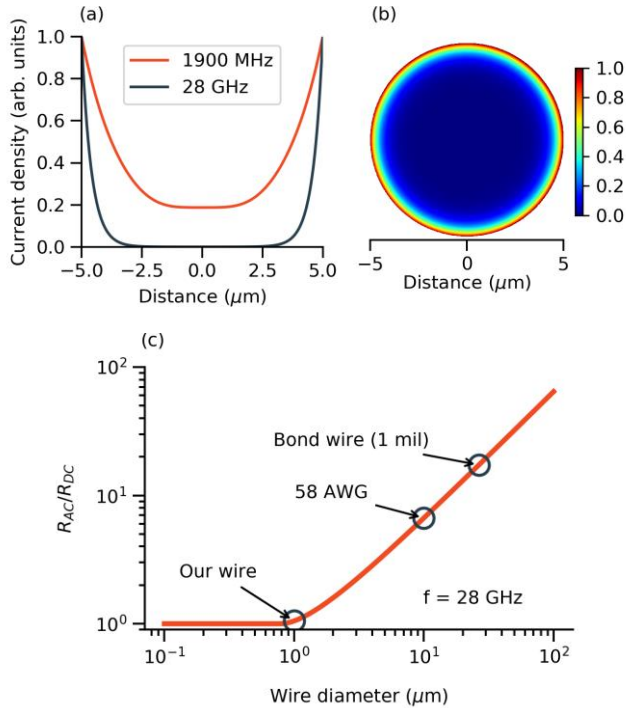 (a)
Current density (arb. units)
1.0
0.8
0.6
0.4
0.2
0.0
1900 MHz
28 GHz
−5.0
−2.5
0.0
2.5
5.0
Distance (μm)
(b)
1.0
0.8
0.6
0.4
0.2
0.0
−5
0
5
Distance (μm)
(c)
R_AC/R_DC
10²
10¹
10⁰
Bond wire (1 mil)
58 AWG
Our wire
f = 28 GHz
10⁻¹
10⁰
10¹
10²
Wire diameter (μm)